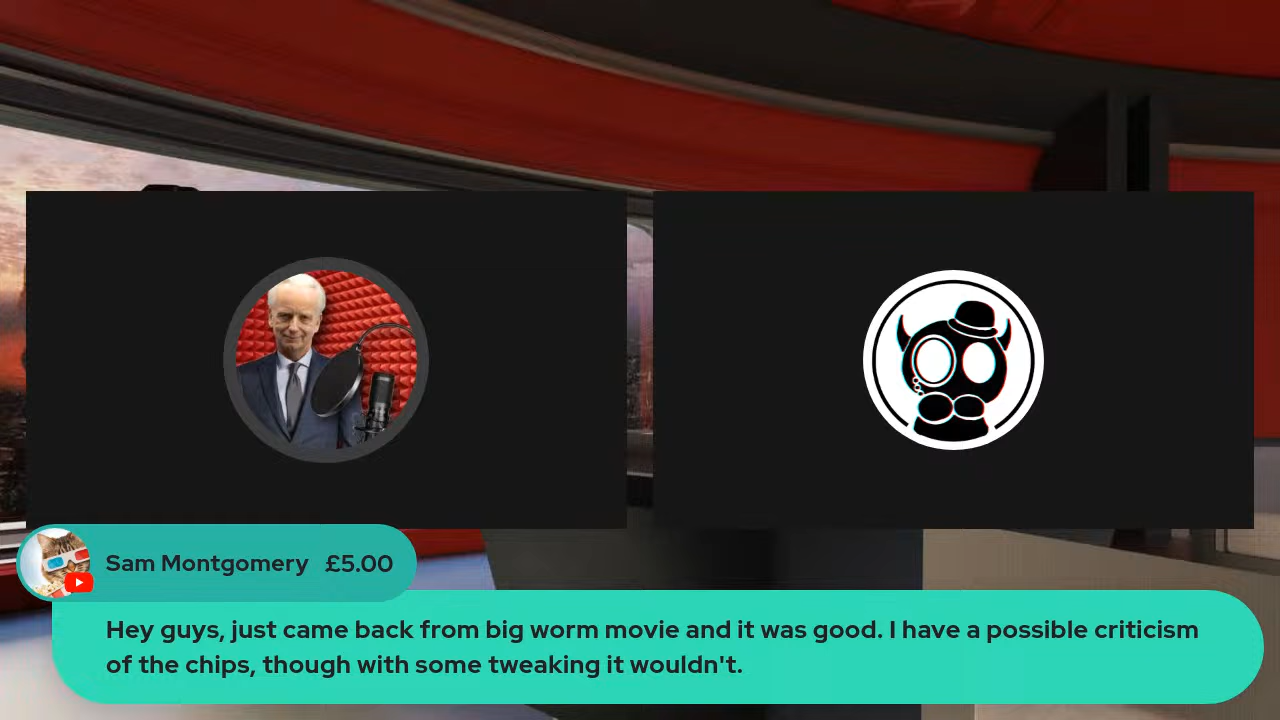 Sam Montgomery £5.00
Hey guys, just came back from big worm movie and it was good. I have a possible criticism
of the chips, though with some tweaking it wouldn't.